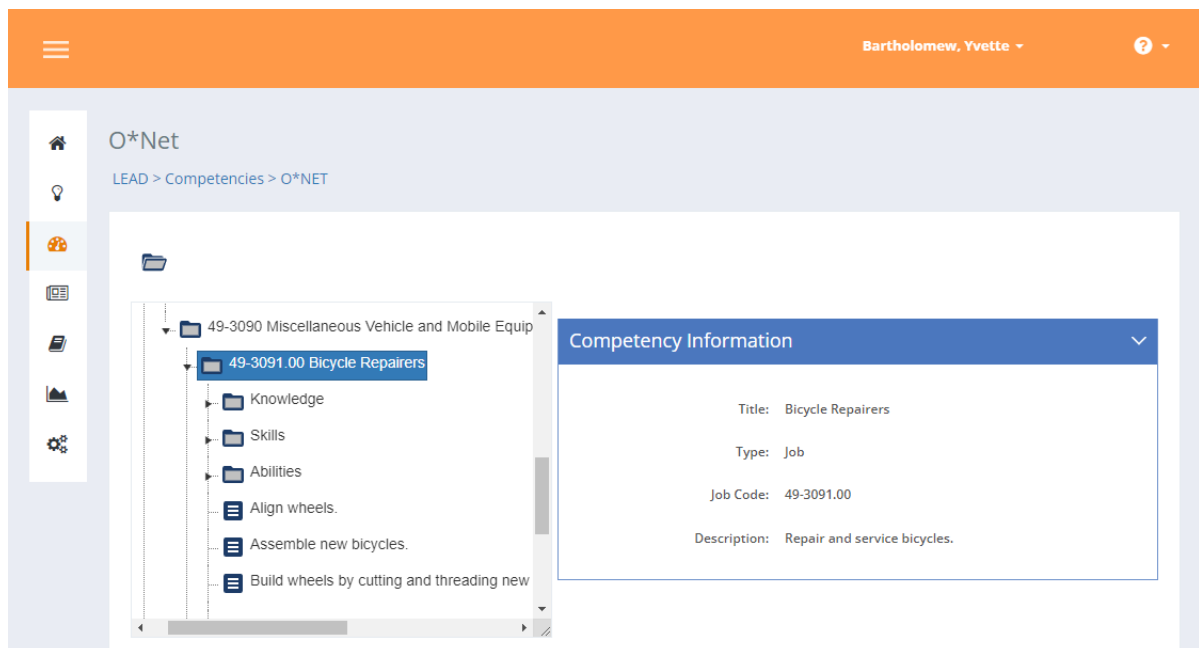 Bartholomew, Yvette
?
O*Net
LEAD > Competencies > O*NET
49-3090 Miscellaneous Vehicle and Mobile Equip
49-3091.00 Bicycle Repairers
Knowledge
Skills
Abilities
Align wheels.
Assemble new bicycles.
Build wheels by cutting and threading new
Competency Information
Title: Bicycle Repairers
Type: Job
Job Code: 49-3091.00
Description: Repair and service bicycles.